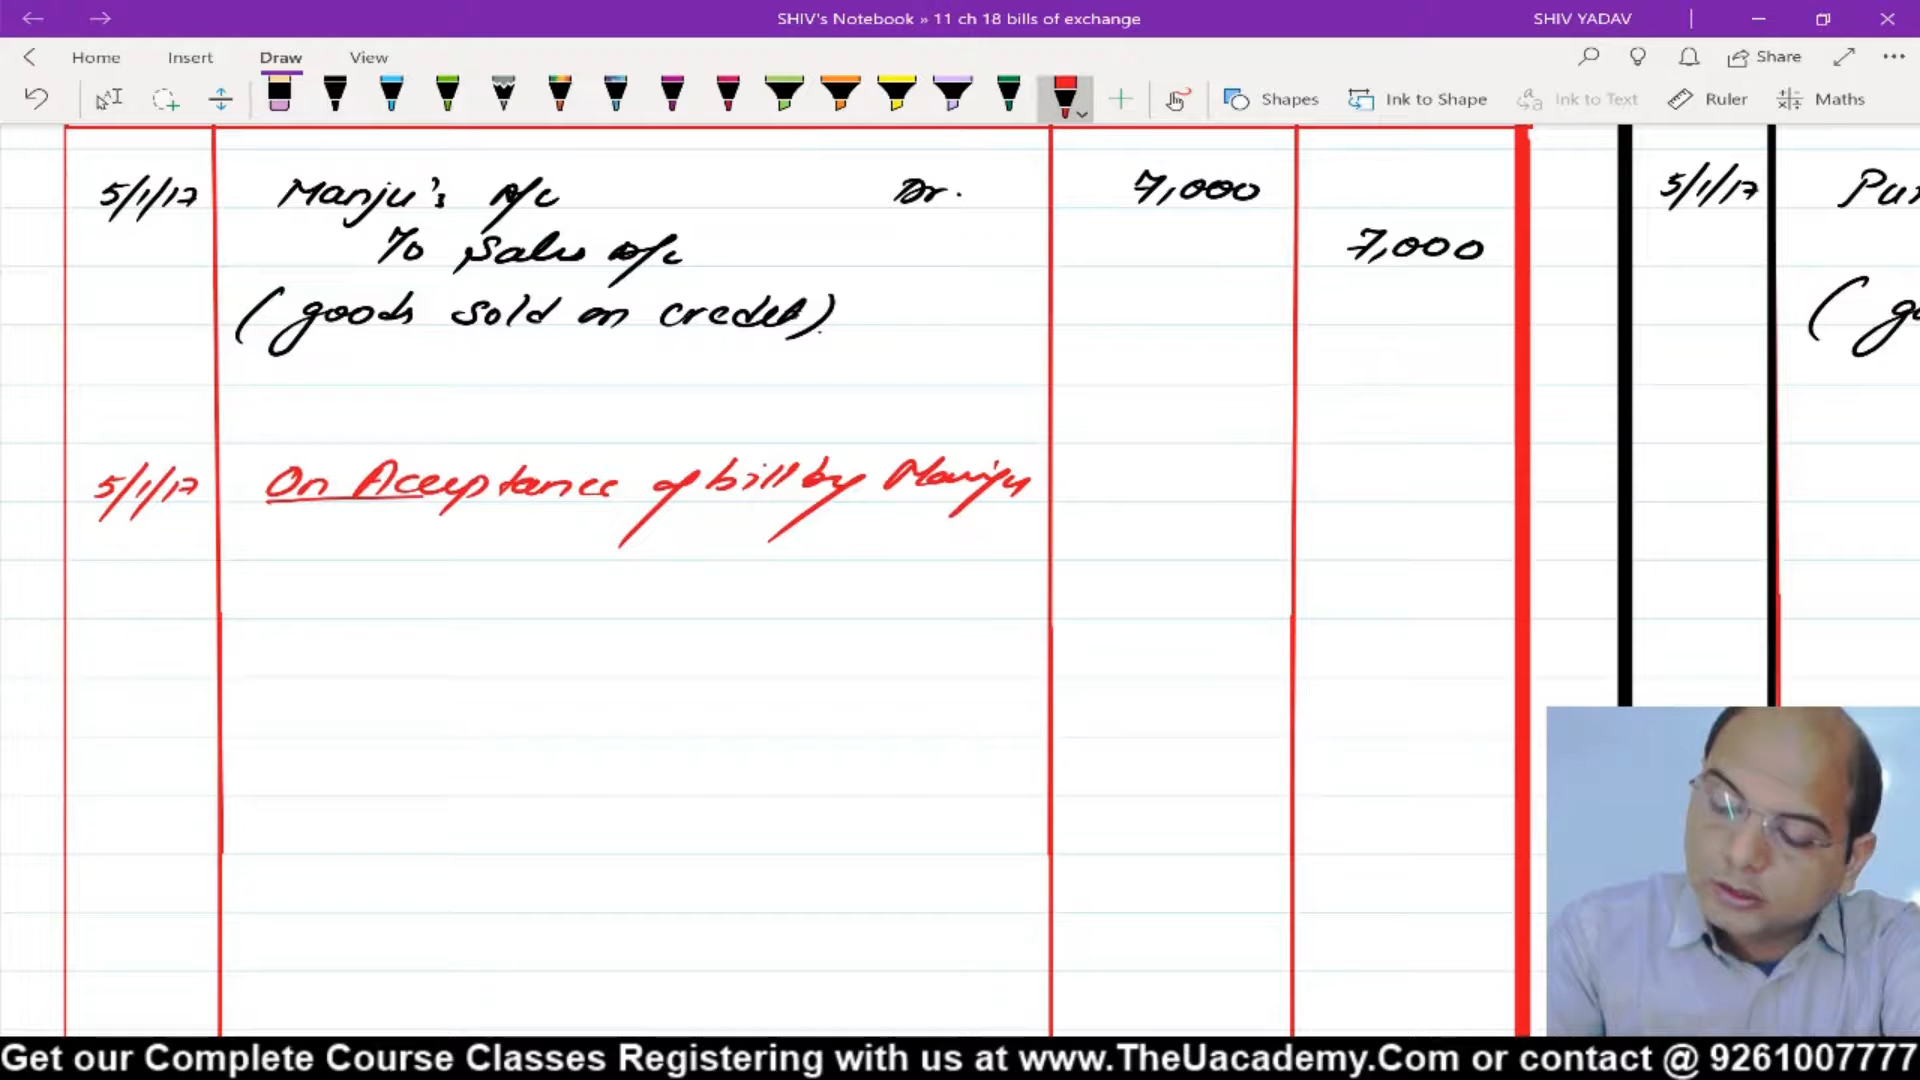 SHIV's Notebook » 11 ch 18 bills of exchange
SHIV YADAV
Home Insert Draw View
Share
Shapes
Ink to Shape
Ink to Text
Ruler
Maths
5/1/17 Manju's A/c Dr. 7,000
To Sales A/c 7,000
(goods sold on credit)
5/1/17
5/1/17 On Acceptance of bill by Manju
Get our Complete Course Classes Registering with us at www.TheUacademy.Com or contact @ 9261007777